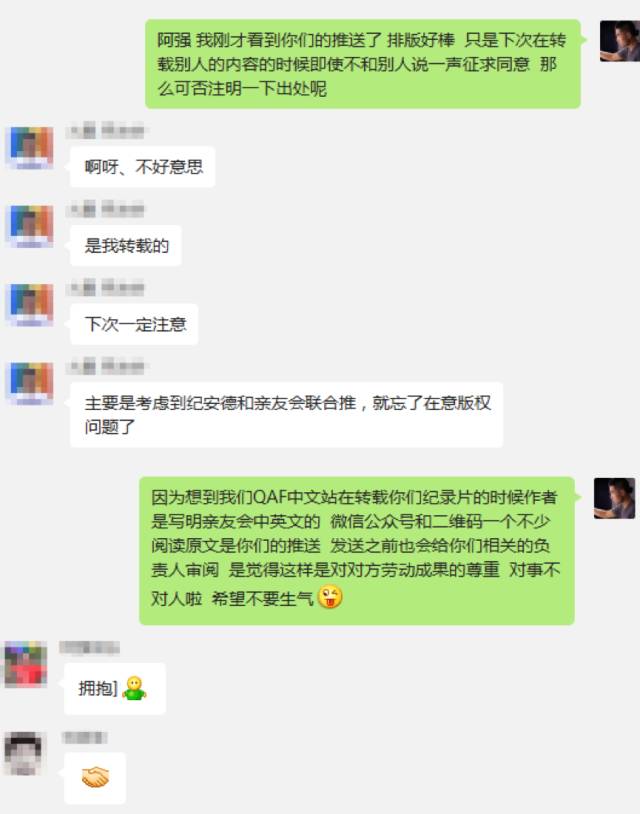 阿强 我刚才看到你们的推送了 排版好棒 只是下次在转
载别人的内容的时候即使不和别人说一声征求同意 那
么可否注明一下出处呢
啊呀、不好意思
是我转载的
下次一定注意
主要是考虑到纪安德和亲友会联合推，就忘了在意版权
问题了
因为想到我们QAF中文站在转载你们纪录片的时候作者
是写明亲友会中英文的 微信公众号和二维码一个不少
阅读原文是你们的推送 发送之前也会给你们相关的负
责人审阅 是觉得这样是对对方劳动成果的尊重 对事不
对人啦 希望不要生气
拥抱]